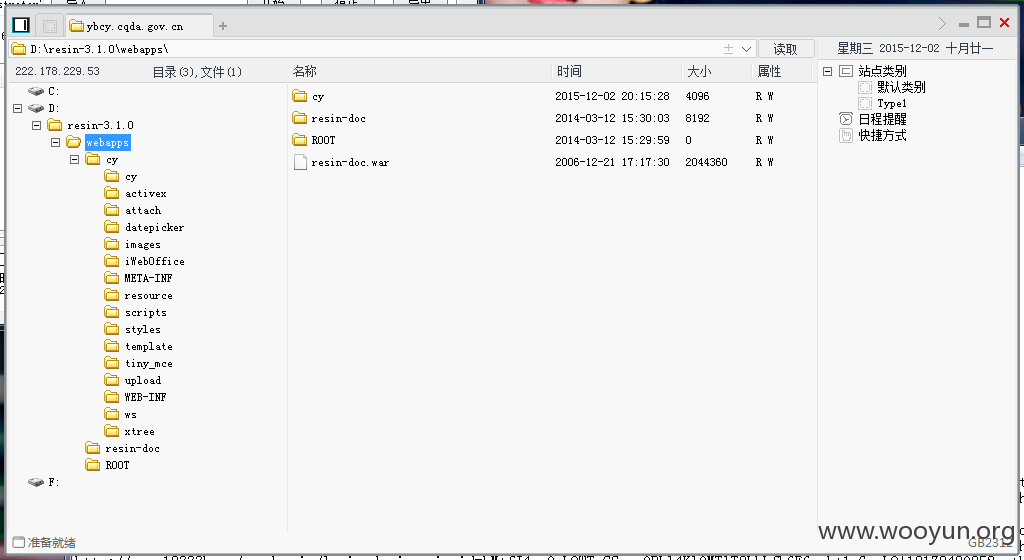 ybcy.cqda.gov.cn
D:\resin-3.1.0\webapps\
读取
星期三 2015-12-02 十月廿一
222.178.229.53
目录(3),文件(1)
名称 时间 大小 属性
C:
D:
resin-3.1.0
webapps
cy
cy
activex
attach
datepicker
images
iWebOffice
META-INF
resource
scripts
styles
template
tiny_mce
upload
WEB-INF
ws
xtree
resin-doc
ROOT
F:
cy 2015-12-02 20:15:28 4096 R W
resin-doc 2014-03-12 15:30:03 8192 R W
ROOT 2014-03-12 15:29:59 0 R W
resin-doc.war 2006-12-21 17:17:30 2044360 R W
站点类别
默认类别
Type1
日程提醒
快捷方式
准备就绪
GB2312
www.wooyun.org